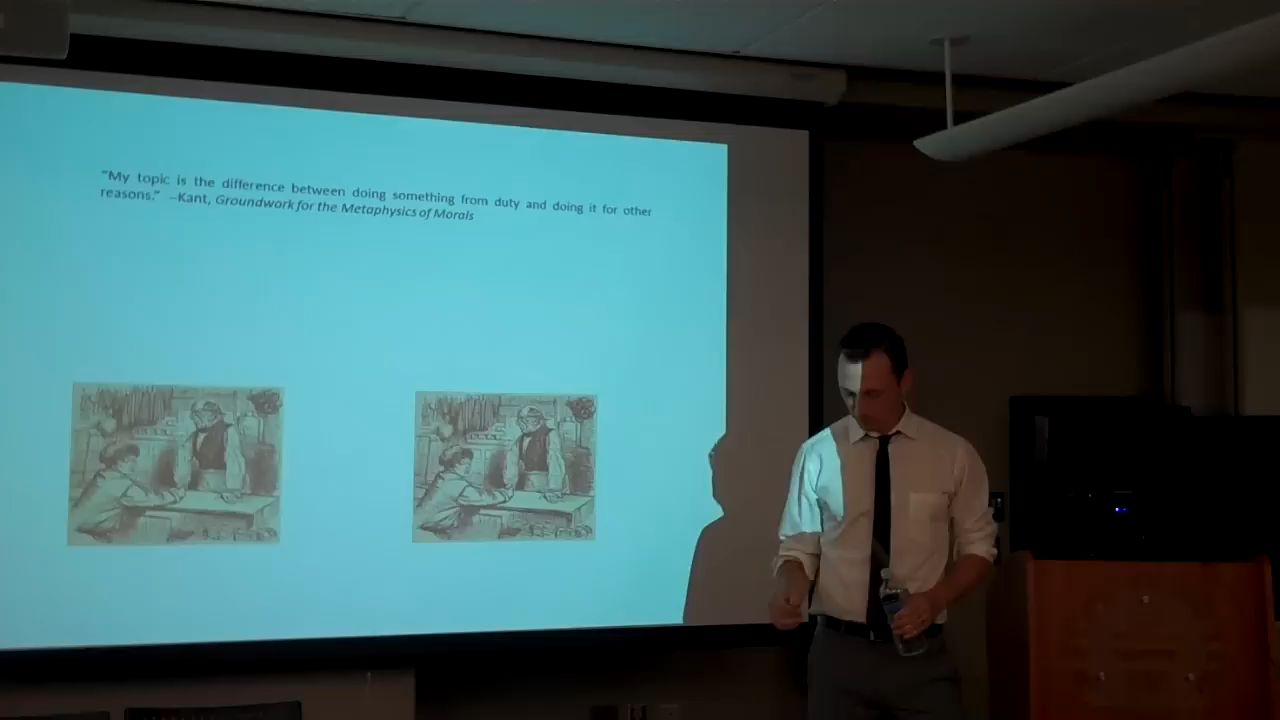 "My topic is the difference between doing something from duty and doing it for other
reasons." –Kant, Groundwork for the Metaphysics of Morals